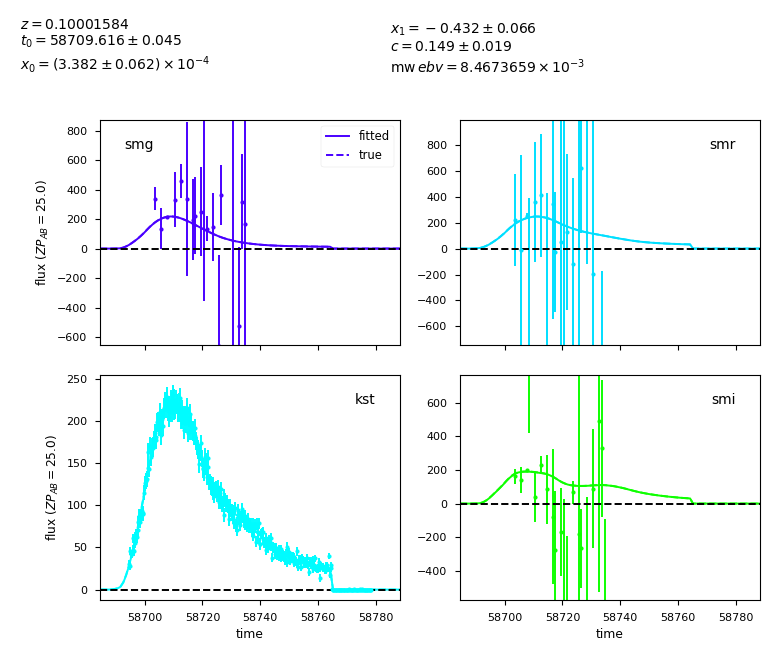 z = 0.10001584
t₀ = 58709.616 ± 0.045
x₀ = (3.382 ± 0.062) × 10⁻⁴
x₁ = −0.432 ± 0.066
c = 0.149 ± 0.019
mw ebv = 8.4673659 × 10⁻³
800
600
400
200
0
−200
−400
−600
flux (ZP_AB = 25.0)
smg
fitted
true
800
600
400
200
0
−200
−400
−600
smr
250
200
150
100
50
0
flux (ZP_AB = 25.0)
kst
58700 58720 58740 58760 58780
time
600
400
200
0
−200
−400
smi
58700 58720 58740 58760 58780
time